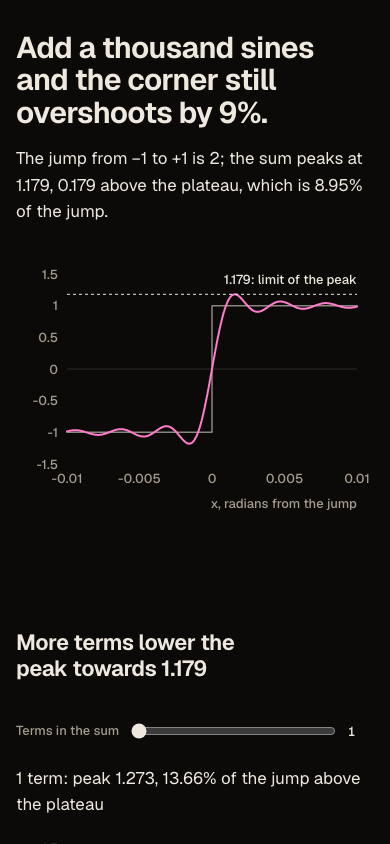 Add a thousand sines
and the corner still
overshoots by 9%.
The jump from −1 to +1 is 2; the sum peaks at
1.179, 0.179 above the plateau, which is 8.95%
of the jump.
1.5
1.179: limit of the peak
1
0.5
0
-0.5
-1
-1.5
-0.01 -0.005 0 0.005 0.01
x, radians from the jump
More terms lower the
peak towards 1.179
Terms in the sum 1
1 term: peak 1.273, 13.66% of the jump above
the plateau